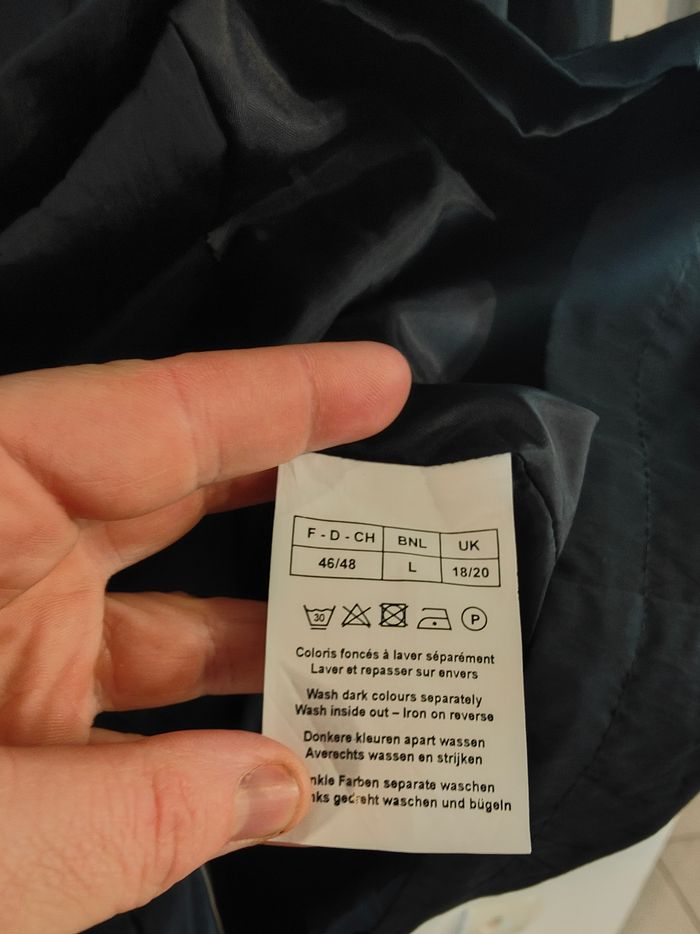 F - D - CH BNL UK
46/48 L 18/20
30 P
Coloris foncés à laver séparément
Laver et repasser sur envers
Wash dark colours separately
Wash inside out – Iron on reverse
Donkere kleuren apart wassen
Averechts wassen en strijken
Farben separate waschen
gedreht waschen und bügeln